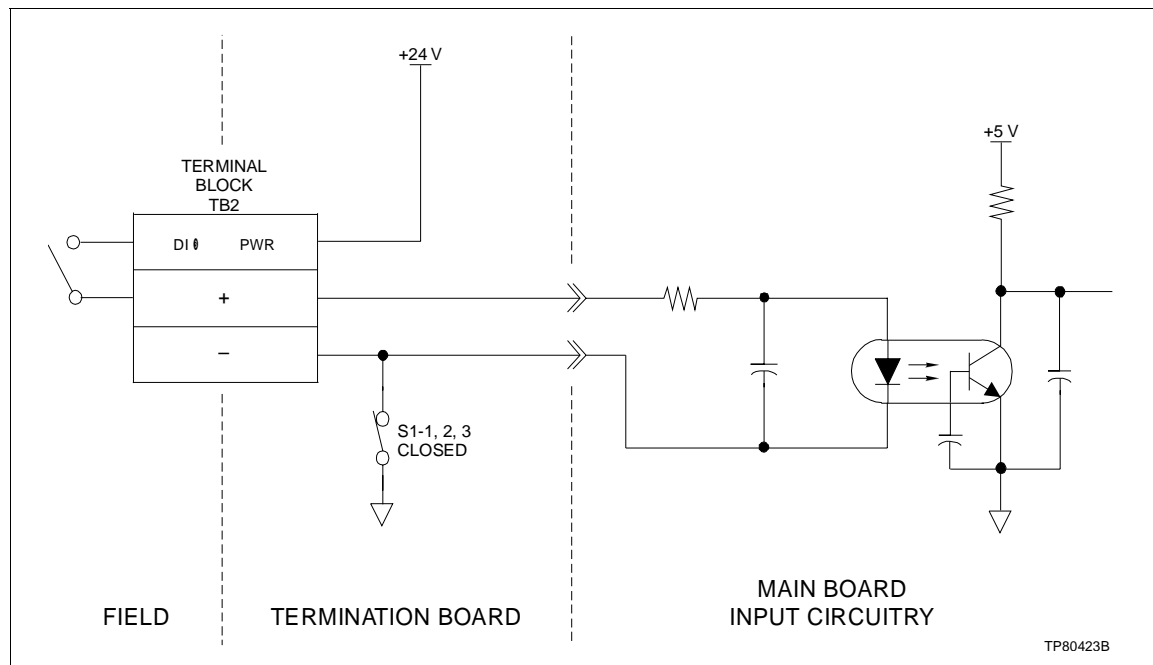 +24 V
+5 V
TERMINAL
BLOCK
TB2
DI 0 PWR
+
−
S1-1, 2, 3
CLOSED
FIELD
TERMINATION BOARD
MAIN BOARD
INPUT CIRCUITRY
TP80423B